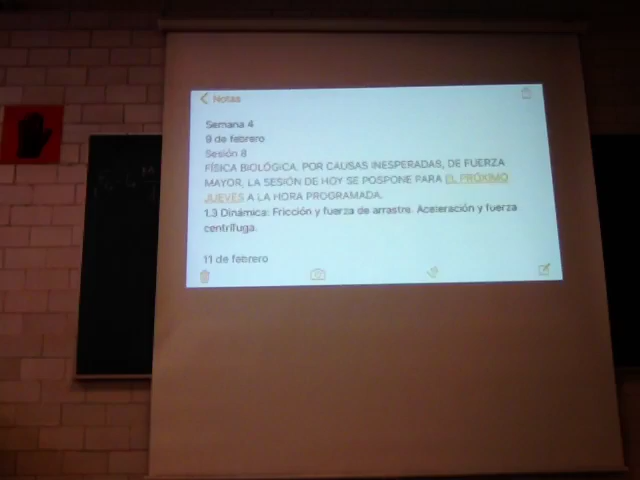 Notas
Semana 4
9 de febrero
Sesión 8
FÍSICA BIOLÓGICA. POR CAUSAS INESPERADAS, DE FUERZA
MAYOR, LA SESIÓN DE HOY SE POSPONE PARA EL PRÓXIMO
JUEVES A LA HORA PROGRAMADA.
1.3 Dinámica: Fricción y fuerza de arrastre. Aceleración y fuerza
centrífuga.
11 de febrero